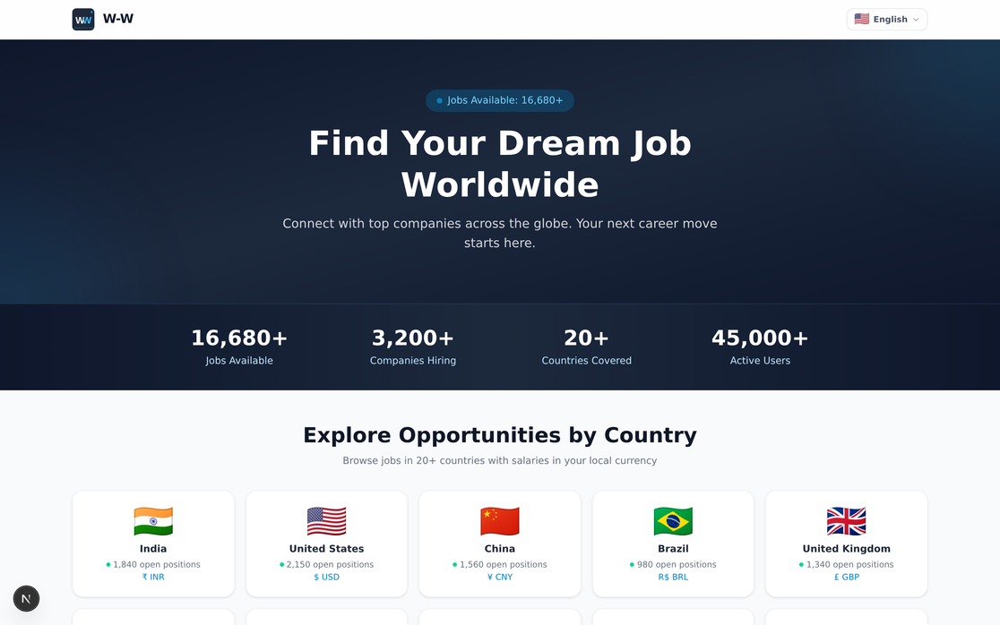 WW W-W
English
Jobs Available: 16,680+
Find Your Dream Job
Worldwide
Connect with top companies across the globe. Your next career move
starts here.
16,680+
Jobs Available
3,200+
Companies Hiring
20+
Countries Covered
45,000+
Active Users
Explore Opportunities by Country
Browse jobs in 20+ countries with salaries in your local currency
India
1,840 open positions
₹ INR
United States
2,150 open positions
$ USD
China
1,560 open positions
¥ CNY
Brazil
980 open positions
R$ BRL
United Kingdom
1,340 open positions
£ GBP
N